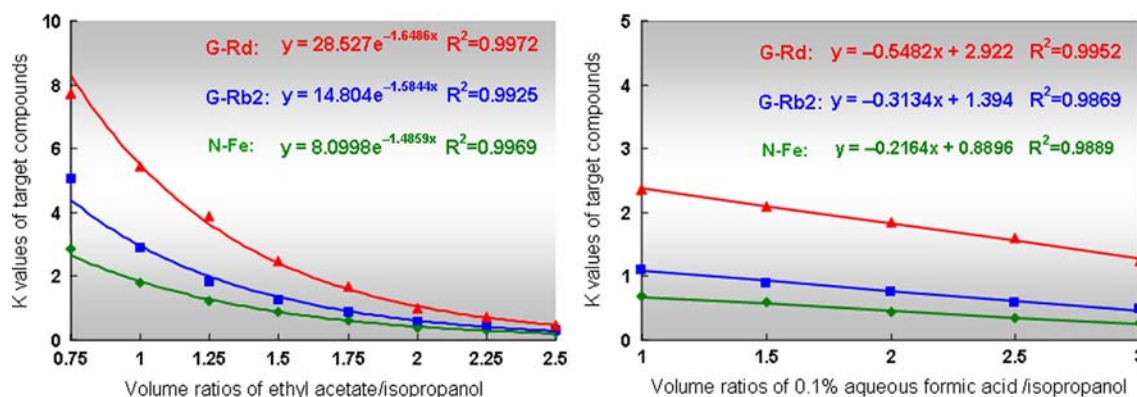 G-Rd: y = 28.527e^−1.6486x R²=0.9972
G-Rb2: y = 14.804e^−1.5844x R²=0.9925
N-Fe: y = 8.0998e^−1.4859x R²=0.9969
K values of target compounds
10
8
6
4
2
0
0.75 1 1.25 1.5 1.75 2 2.25 2.5
Volume ratios of ethyl acetate/isopropanol
G-Rd: y = −0.5482x + 2.922 R²=0.9952
G-Rb2: y = −0.3134x + 1.394 R²=0.9869
N-Fe: y = −0.2164x + 0.8896 R²=0.9889
K values of target compounds
5
4
3
2
1
0
1 1.5 2 2.5 3
Volume ratios of 0.1% aqueous formic acid /isopropanol